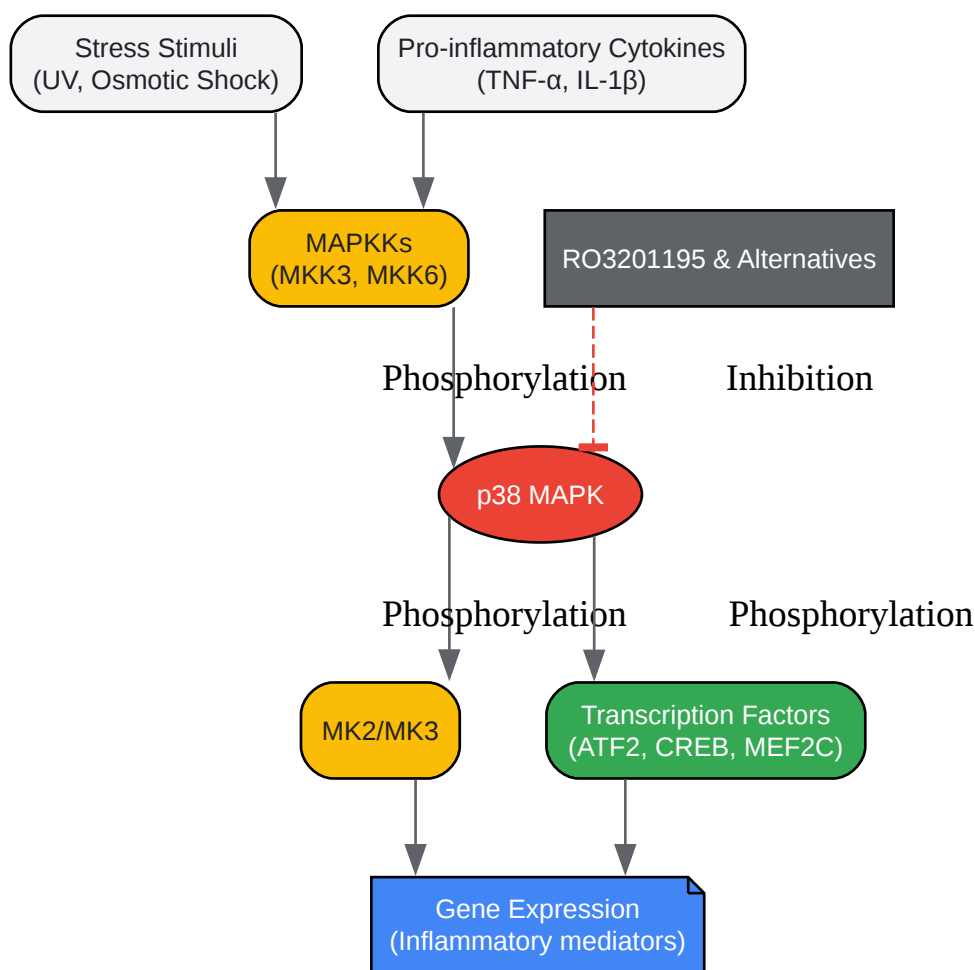 Stress Stimuli
(UV, Osmotic Shock)
Pro-inflammatory Cytokines
(TNF-α, IL-1β)
MAPKKs
(MKK3, MKK6)
RO3201195 & Alternatives
Phosphorylation
Inhibition
p38 MAPK
Phosphorylation
Phosphorylation
MK2/MK3
Transcription Factors
(ATF2, CREB, MEF2C)
Gene Expression
(Inflammatory mediators)